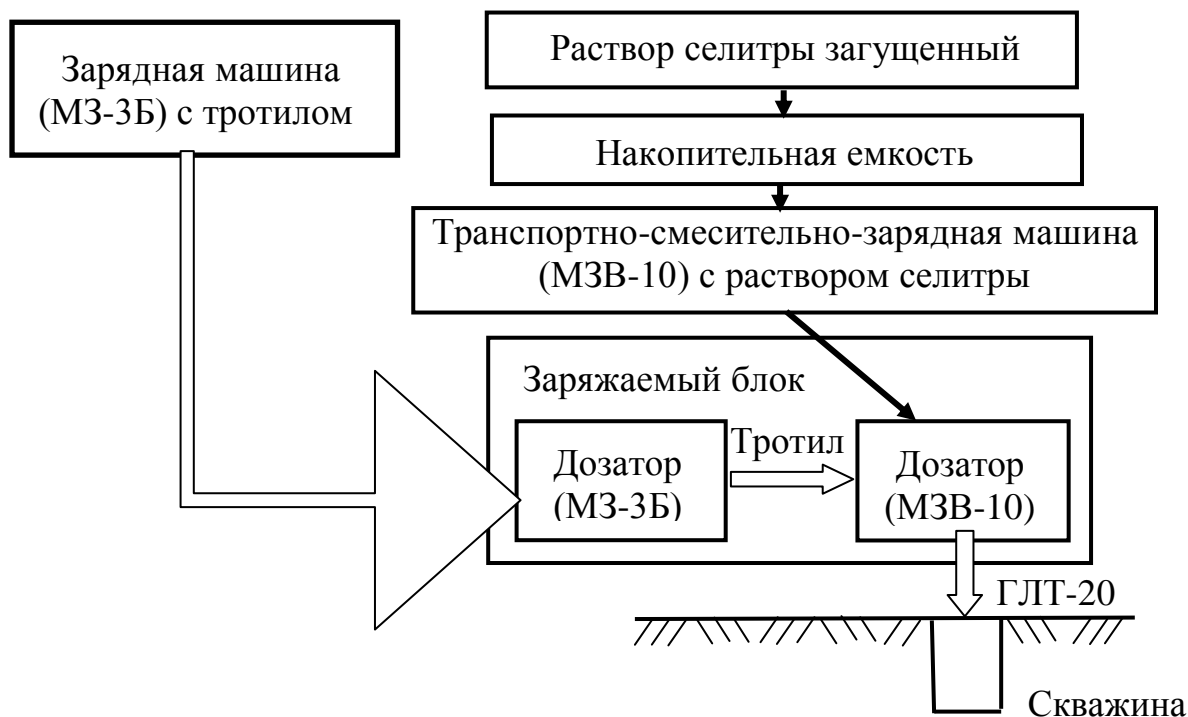 Зарядная машина
(МЗ-3Б) с тротилом
Раствор селитры загущенный
Накопительная емкость
Транспортно-смесительно-зарядная машина
(МЗВ-10) с раствором селитры
Заряжаемый блок
Дозатор
(МЗ-3Б)
Тротил
Дозатор
(МЗВ-10)
ГЛТ-20
Скважина